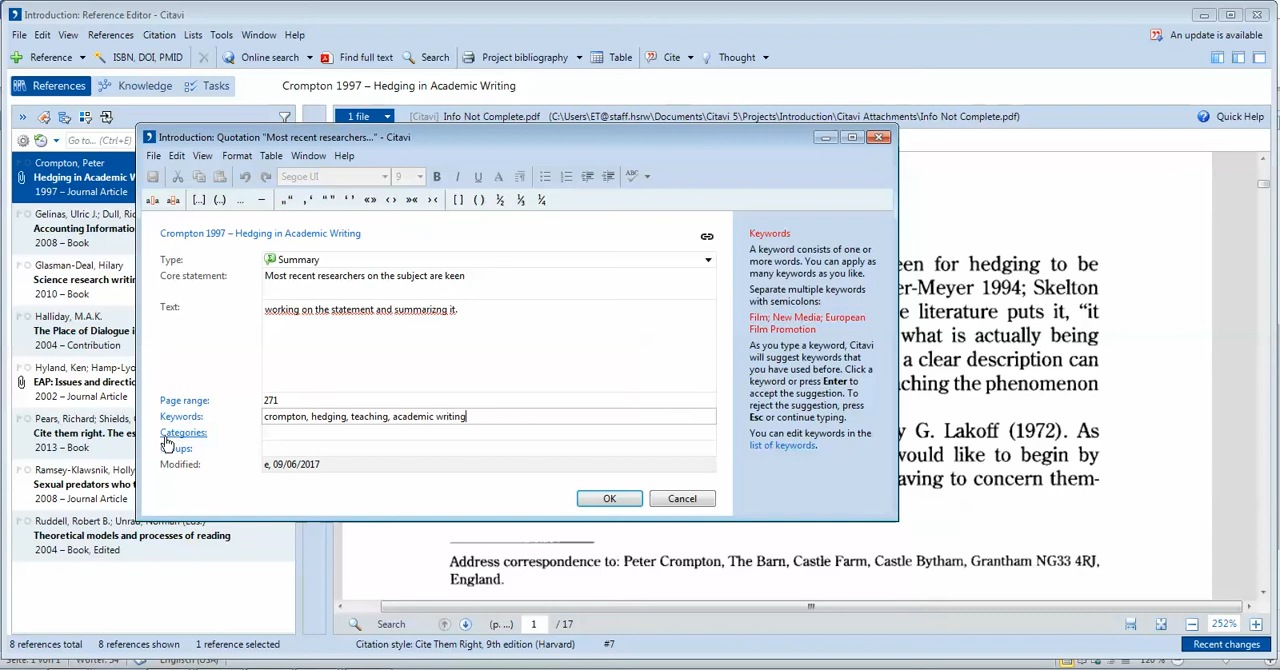 Introduction: Reference Editor - Citavi
File Edit View References Citation Lists Tools Window Help
An update is available
Reference ISBN, DOI, PMID Online search Find full text Search Project bibliography Table Cite Thought
References Knowledge Tasks Crompton 1997 – Hedging in Academic Writing
1 file [Citavi] Info Not Complete.pdf (C:\Users\ET@staff.hsrw\Documents\Citavi 5\Projects\Introduction\Citavi Attachments\Info Not Complete.pdf) Quick Help
Go to... (Ctrl+E)
Crompton, Peter
Hedging in Academic W
1997 – Journal Article
Gelinas, Ulric J.; Dull, Ric
Accounting Information
2008 – Book
Glasman-Deal, Hilary
Science research writin
2010 – Book
Halliday, M.A.K.
The Place of Dialogue i
2004 – Contribution
Hyland, Ken; Hamp-Lyo
EAP: Issues and directio
2002 – Journal Article
Pears, Richard; Shields,
Cite them right. The es
2013 – Book
Ramsey-Klawsnik, Holly
Sexual predators who t
2008 – Journal Article
Ruddell, Robert B.; Unrau, Norman (Eds.)
Theoretical models and processes of reading
2004 – Book, Edited
Introduction: Quotation "Most recent researchers..." - Citavi
File Edit View Format Table Window Help
Segoe UI 9 B I U A ABC
[...] (...) ... – „“ ‚‘ “” ‘’ «» ‹› »« ›‹ [ ] ( ) ½ ⅓ ¼
Crompton 1997 – Hedging in Academic Writing
Type: Summary
Core statement: Most recent researchers on the subject are keen
Text: working on the statement and summarizng it.
Page range: 271
Keywords: crompton, hedging, teaching, academic writing
Categories:
oups:
Modified: e, 09/06/2017
OK Cancel
Keywords
A keyword consists of one or
more words. You can apply as
many keywords as you like.
Separate multiple keywords
with semicolons:
Film; New Media; European
Film Promotion
As you type a keyword, Citavi
will suggest keywords that
you have used before. Click a
keyword or press Enter to
accept the suggestion. To
reject the suggestion, press
Esc or continue typing.
You can edit keywords in the
list of keywords.
een for hedging to be
er-Meyer 1994; Skelton
e literature puts it, “it
what is actually being
a clear description can
aching the phenomenon
y G. Lakoff (1972). As
would like to begin by
aving to concern them-
Address correspondence to: Peter Crompton, The Barn, Castle Farm, Castle Bytham, Grantham NG33 4RJ,
England.
Search (p. ...) 1 / 17 252%
8 references total 8 references shown 1 reference selected Citation style: Cite Them Right, 9th edition (Harvard) #7 Recent changes